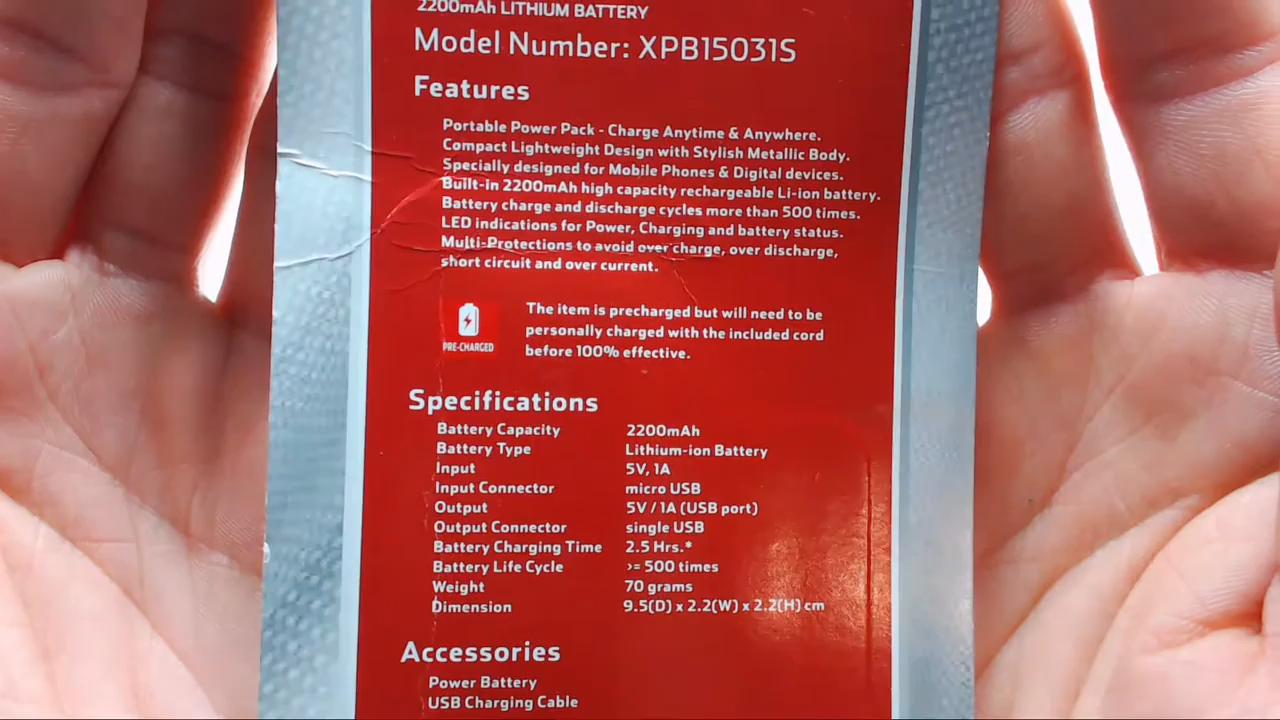 2200mAh LITHIUM BATTERY
Model Number: XPB15031S
Features
Portable Power Pack - Charge Anytime & Anywhere.
Compact Lightweight Design with Stylish Metallic Body.
Specially designed for Mobile Phones & Digital devices.
Built-in 2200mAh high capacity rechargeable Li-ion battery.
Battery charge and discharge cycles more than 500 times.
LED indications for Power, Charging and battery status.
Multi-Protections to avoid over charge, over discharge,
short circuit and over current.
PRE-CHARGED
The item is precharged but will need to be
personally charged with the included cord
before 100% effective.
Specifications
Battery Capacity 2200mAh
Battery Type Lithium-ion Battery
Input 5V, 1A
Input Connector micro USB
Output 5V / 1A (USB port)
Output Connector single USB
Battery Charging Time 2.5 Hrs.*
Battery Life Cycle >= 500 times
Weight 70 grams
Dimension 9.5(D) x 2.2(W) x 2.2(H) cm
Accessories
Power Battery
USB Charging Cable